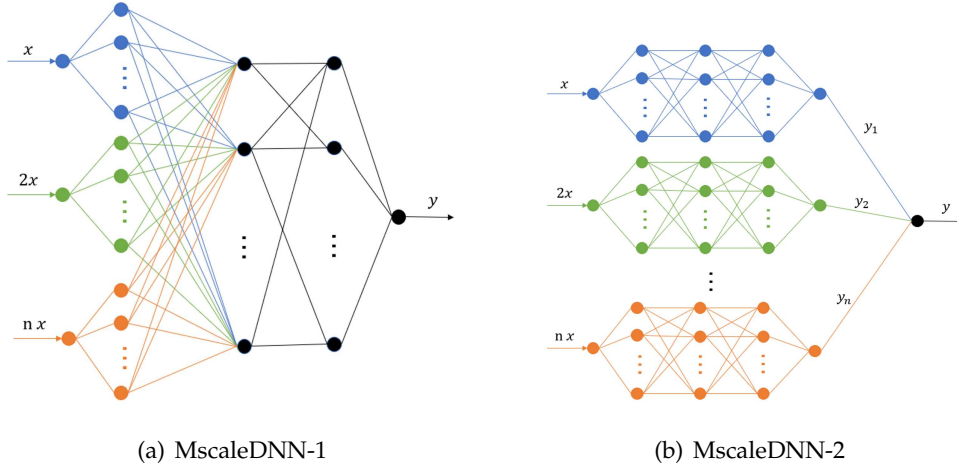 x
2x
n x
y
(a) MscaleDNN-1
x
2x
n x
y₁
y₂
yₙ
y
(b) MscaleDNN-2